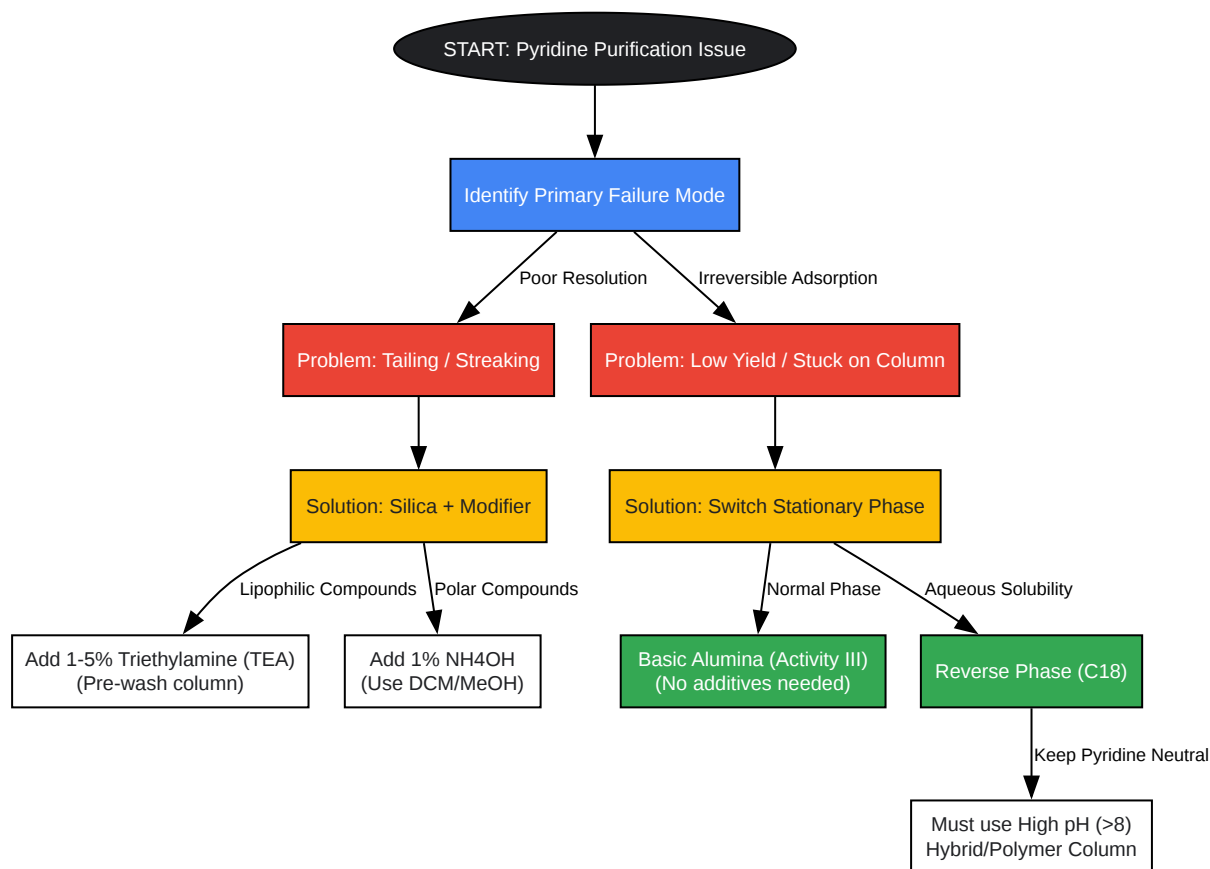 START: Pyridine Purification Issue
Identify Primary Failure Mode
Poor Resolution
Irreversible Adsorption
Problem: Tailing / Streaking
Problem: Low Yield / Stuck on Column
Solution: Silica + Modifier
Solution: Switch Stationary Phase
Lipophilic Compounds
Polar Compounds
Normal Phase
Aqueous Solubility
Add 1-5% Triethylamine (TEA)
(Pre-wash column)
Add 1% NH4OH
(Use DCM/MeOH)
Basic Alumina (Activity III)
(No additives needed)
Reverse Phase (C18)
Keep Pyridine Neutral
Must use High pH (>8)
Hybrid/Polymer Column